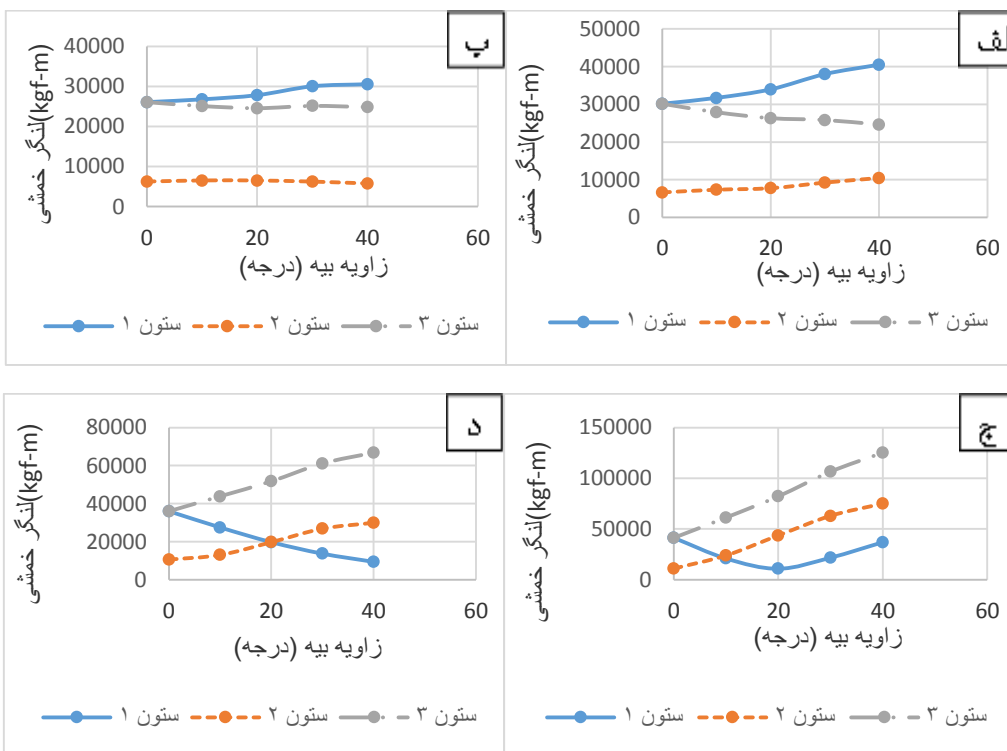 الف
لنگر خمشی(kgf-m)
50000
40000
30000
20000
10000
0
0 20 40 60
زاویه بیه (درجه)
ستون ۱ ستون ۲ ستون ۳
پ
لنگر خمشی(kgf-m)
40000
30000
20000
10000
0
0 20 40 60
زاویه بیه (درجه)
ستون ۱ ستون ۲ ستون ۳
ج
لنگر خمشی(kgf-m)
150000
100000
50000
0
0 20 40 60
زاویه بیه (درجه)
ستون ۱ ستون ۲ ستون ۳
د
لنگر خمشی(kgf-m)
80000
60000
40000
20000
0
0 20 40 60
زاویه بیه (درجه)
ستون ۱ ستون ۲ ستون ۳